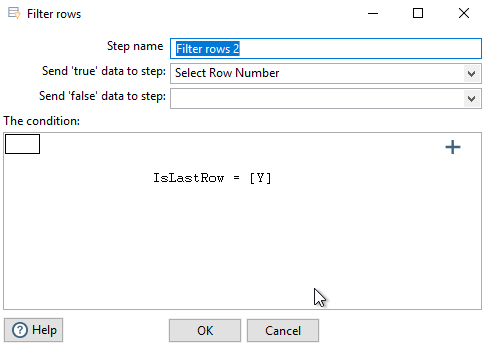 Filter rows
Step name
Filter rows 2
Send 'true' data to step:
Select Row Number
Send 'false' data to step:
The condition:
IsLastRow = [Y]
Help
OK
Cancel